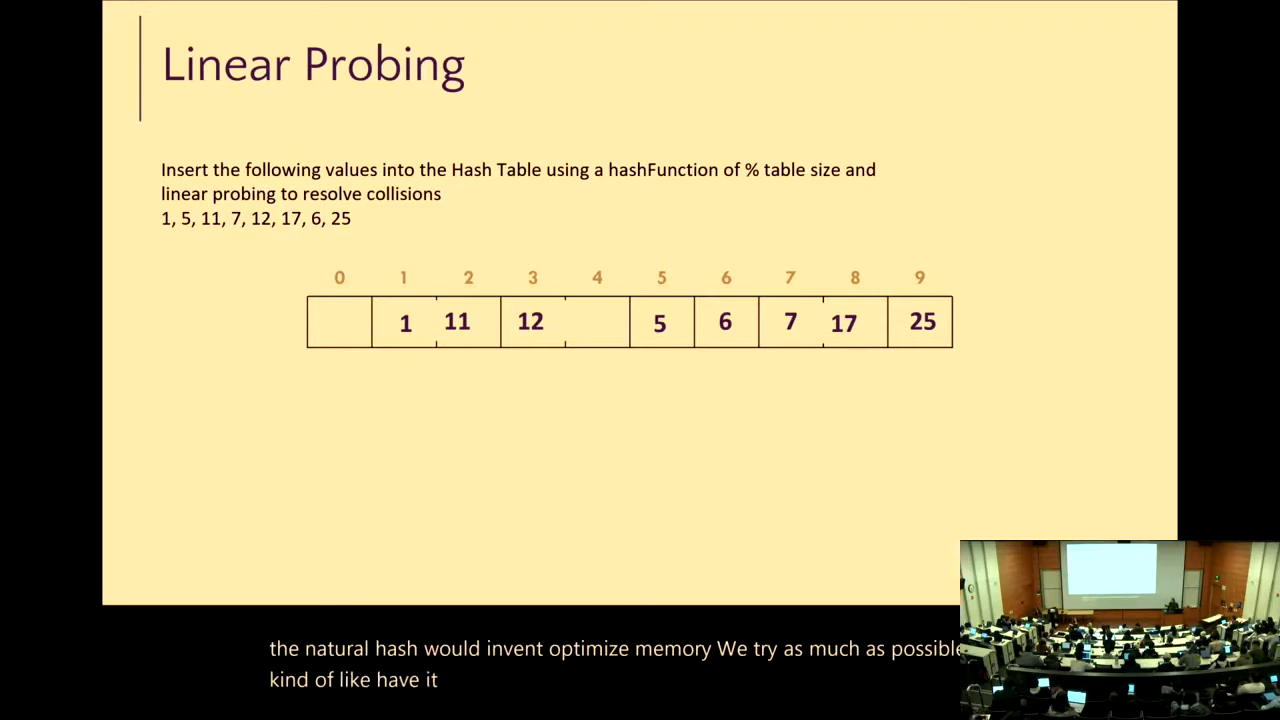 Linear Probing
Insert the following values into the Hash Table using a hashFunction of % table size and
linear probing to resolve collisions
1, 5, 11, 7, 12, 17, 6, 25
0 1 2 3 4 5 6 7 8 9
1 11 12 5 6 7 17 25
the natural hash would invent optimize memory We try as much as possible
kind of like have it